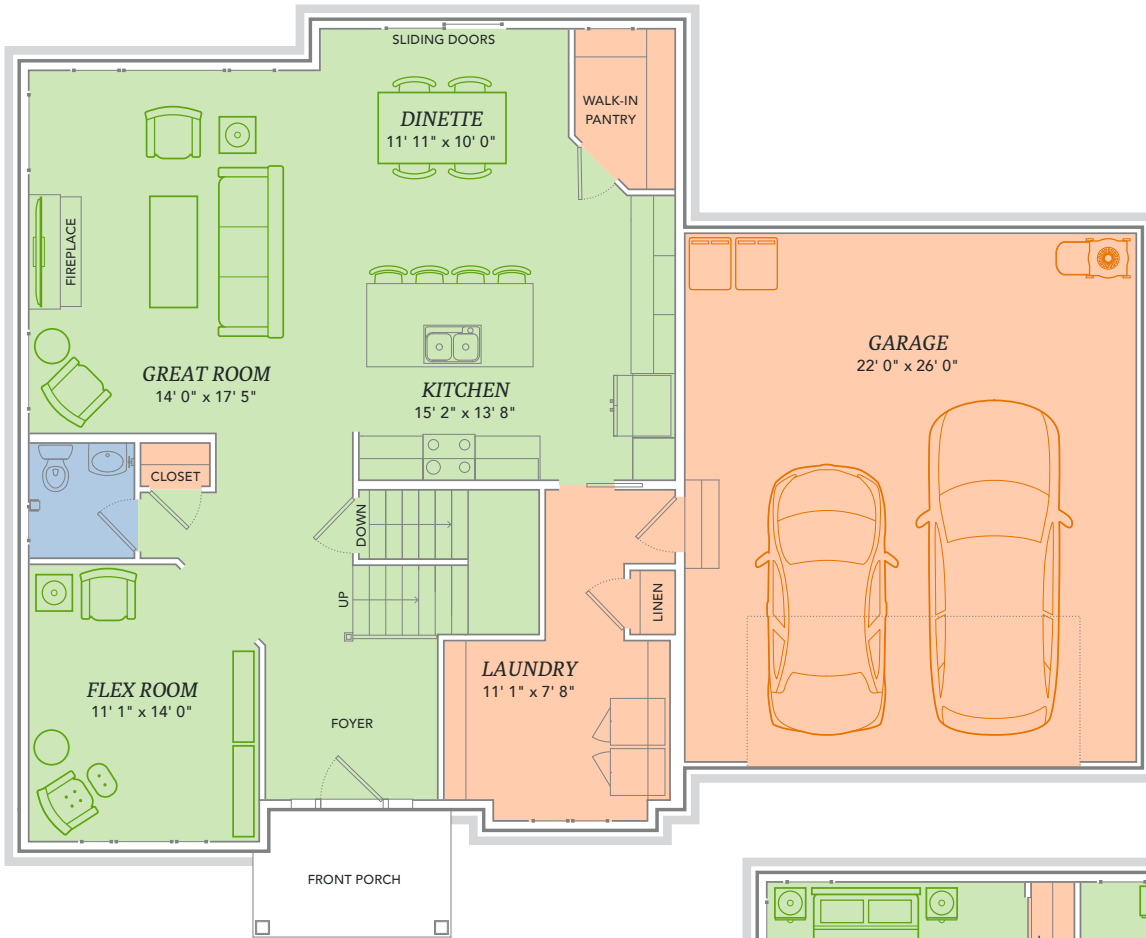 SLIDING DOORS
WALK-IN
PANTRY
DINETTE
11' 11" x 10' 0"
FIREPLACE
GREAT ROOM
14' 0" x 17' 5"
KITCHEN
15' 2" x 13' 8"
GARAGE
22' 0" x 26' 0"
CLOSET
DOWN
UP
LINEN
LAUNDRY
11' 1" x 7' 8"
FLEX ROOM
11' 1" x 14' 0"
FOYER
FRONT PORCH